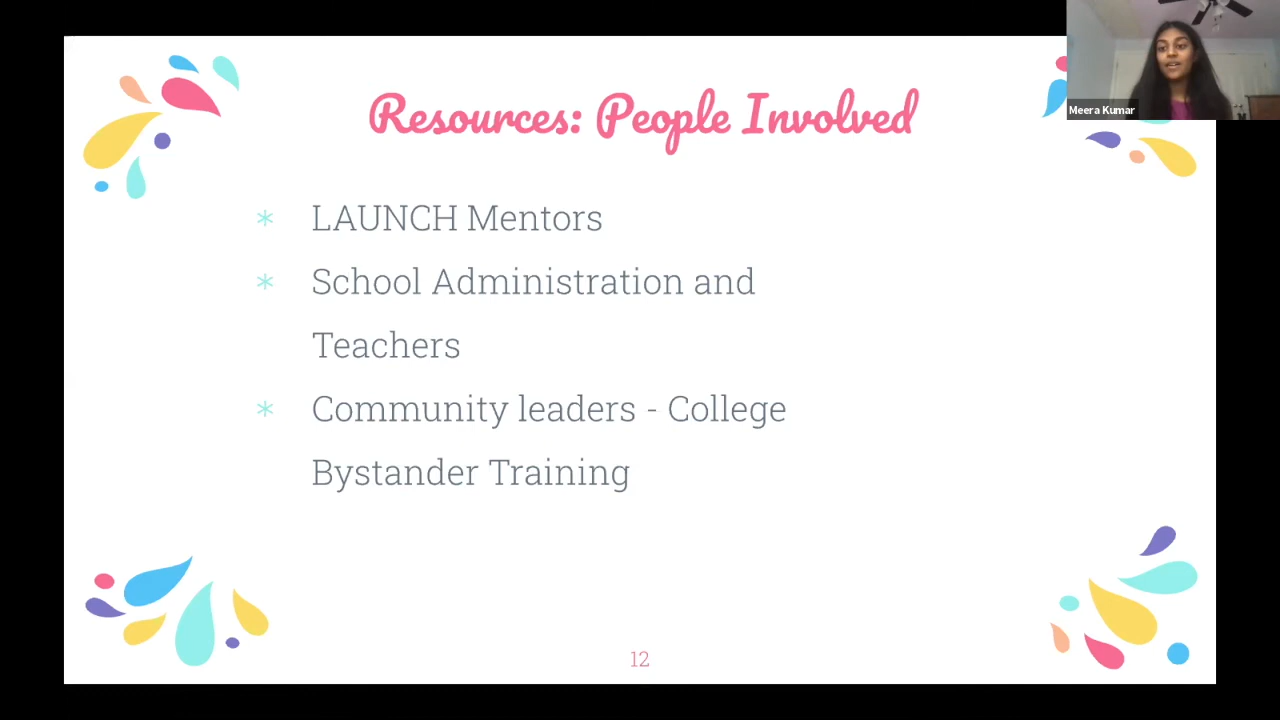 Resources: People Involved
Meera Kumar
* LAUNCH Mentors
* School Administration and
Teachers
* Community leaders - College
Bystander Training
12